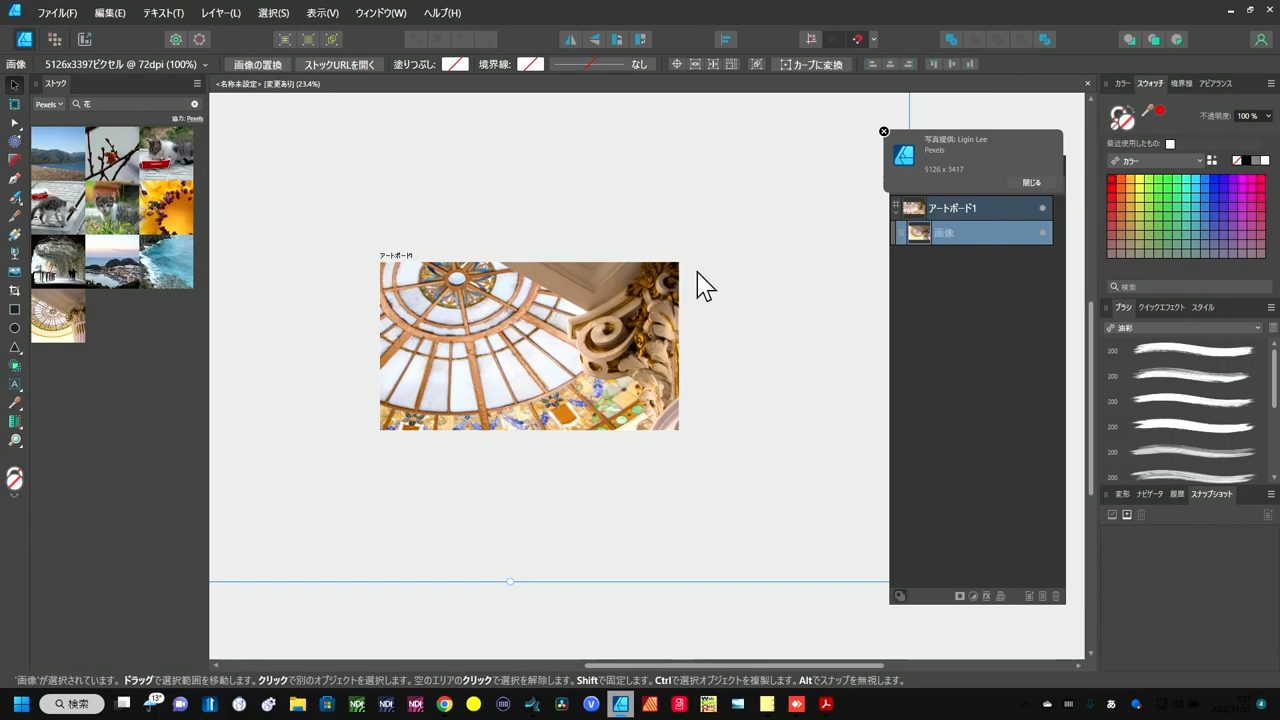 ファイル(F) 編集(E) テキスト(T) レイヤー(L) 選択(S) 表示(V) ウィンドウ(W) ヘルプ(H)
画像 5126x3397ピクセル @ 72dpi (100%) 画像の置換 ストックURLを開く 塗りつぶし: 境界線: なし カーブに変換
ストック
<名称未設定> [変更あり] (23.4%)
カラー スウォッチ 境界線 アピアランス
Pexels 花
協力: Pexels
不透明度: 100 %
最近使用したもの:
カラー
写真提供: Ligin Lee
Pexels
5126 x 3417
閉じる
アートボード1
画像
アートボード1
検索
ブラシ クイックエフェクト スタイル
油彩
200
200
200
200
200
200
変形 ナビゲータ 履歴 スナップショット
'画像'が選択されています。 ドラッグで選択範囲を移動します。クリックで別のオブジェクトを選択します。空のエリアのクリックで選択を解除します。Shiftで固定します。Ctrlで選択オブジェクトを複製します。Altでスナップを無視します。
検索
13°
NDI
NDI
NDI
V
あ
2022/11/21